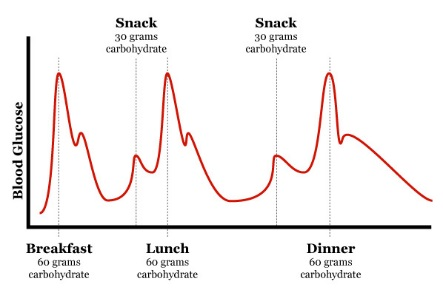 Snack
30 grams
carbohydrate
Snack
30 grams
carbohydrate
Blood Glucose
Breakfast
60 grams
carbohydrate
Lunch
60 grams
carbohydrate
Dinner
60 grams
carbohydrate